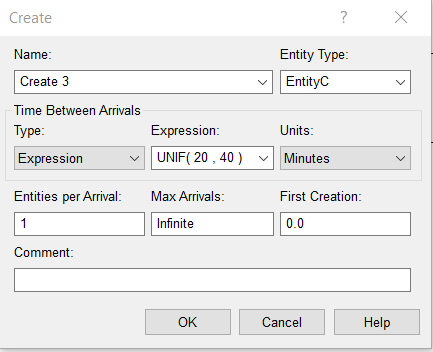 Create ?
Name: Entity Type:
Create 3 EntityC
Time Between Arrivals
Type: Expression: Units:
Expression UNIF( 20 , 40 ) Minutes
Entities per Arrival: Max Arrivals: First Creation:
1 Infinite 0.0
Comment:
OK Cancel Help